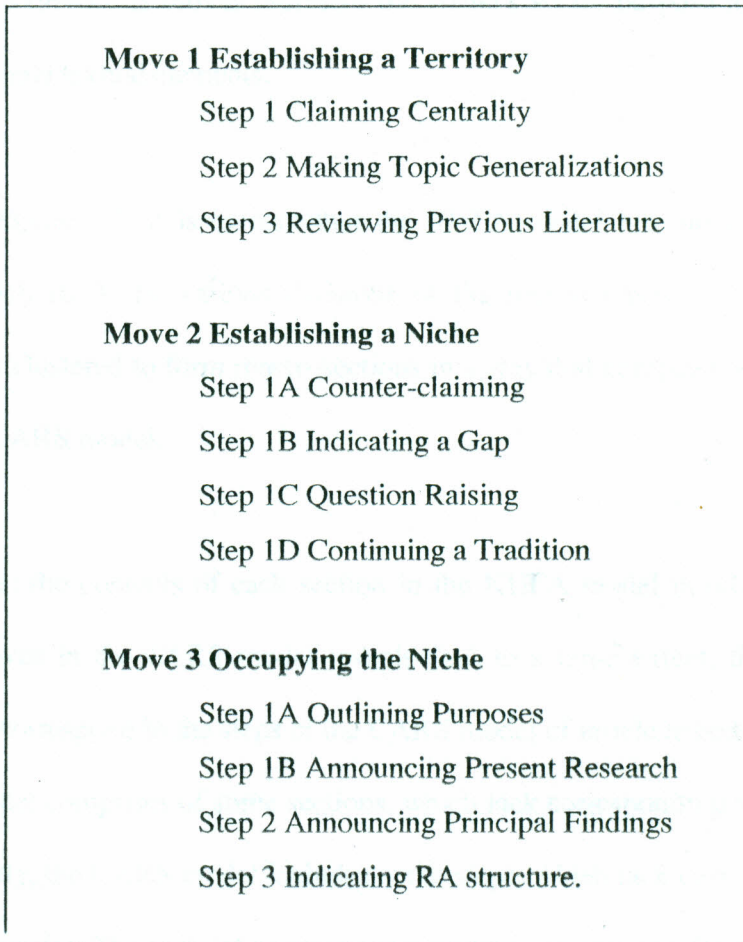 Move 1 Establishing a Territory
Step 1 Claiming Centrality
Step 2 Making Topic Generalizations
Step 3 Reviewing Previous Literature
Move 2 Establishing a Niche
Step 1A Counter-claiming
Step 1B Indicating a Gap
Step 1C Question Raising
Step 1D Continuing a Tradition
Move 3 Occupying the Niche
Step 1A Outlining Purposes
Step 1B Announcing Present Research
Step 2 Announcing Principal Findings
Step 3 Indicating RA structure.